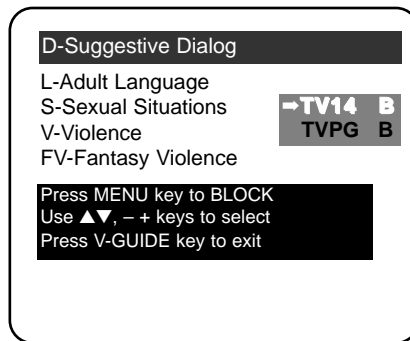 D-Suggestive Dialog
L-Adult Language
S-Sexual Situations ➡TV14 B
V-Violence TVPG B
FV-Fantasy Violence
Press MENU key to BLOCK
Use ▲▼, – + keys to select
Press V-GUIDE key to exit